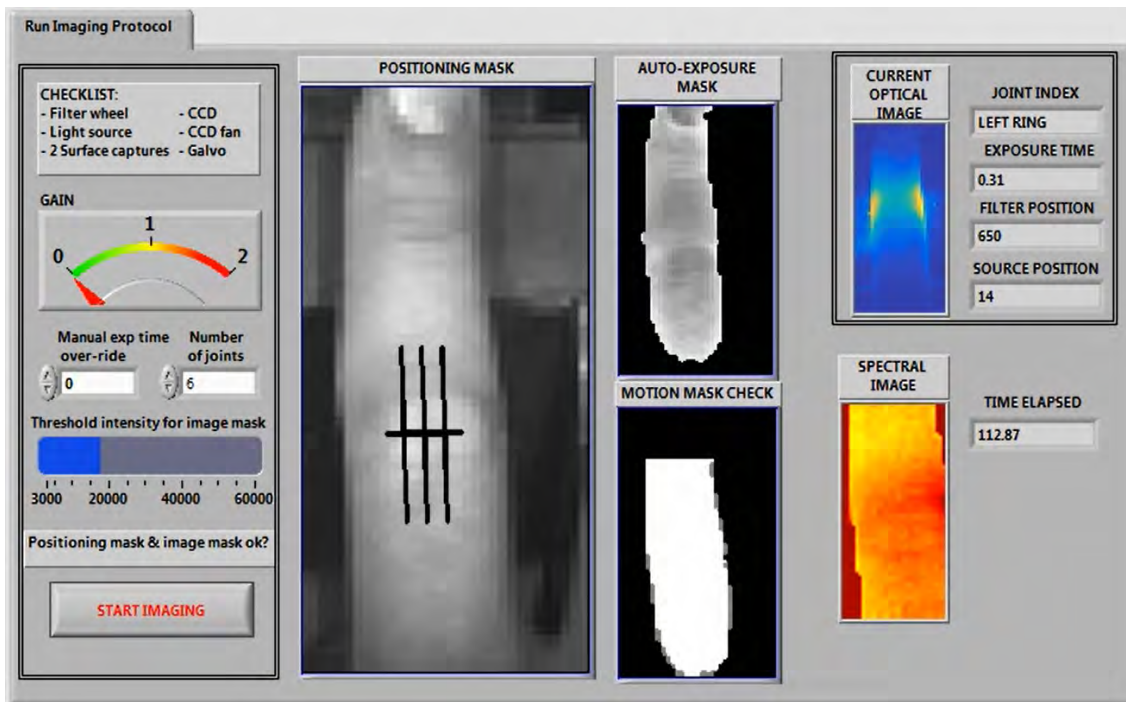 Run Imaging Protocol
CHECKLIST:
- Filter wheel - CCD
- Light source - CCD fan
- 2 Surface captures - Galvo
GAIN
0 1 2
Manual exp time Number
over-ride of joints
0 6
Threshold intensity for image mask
3000 20000 40000 60000
Positioning mask & image mask ok?
START IMAGING
POSITIONING MASK
AUTO-EXPOSURE
MASK
MOTION MASK CHECK
CURRENT
OPTICAL
IMAGE
JOINT INDEX
LEFT RING
EXPOSURE TIME
0.31
FILTER POSITION
650
SOURCE POSITION
14
SPECTRAL
IMAGE
TIME ELAPSED
112.87